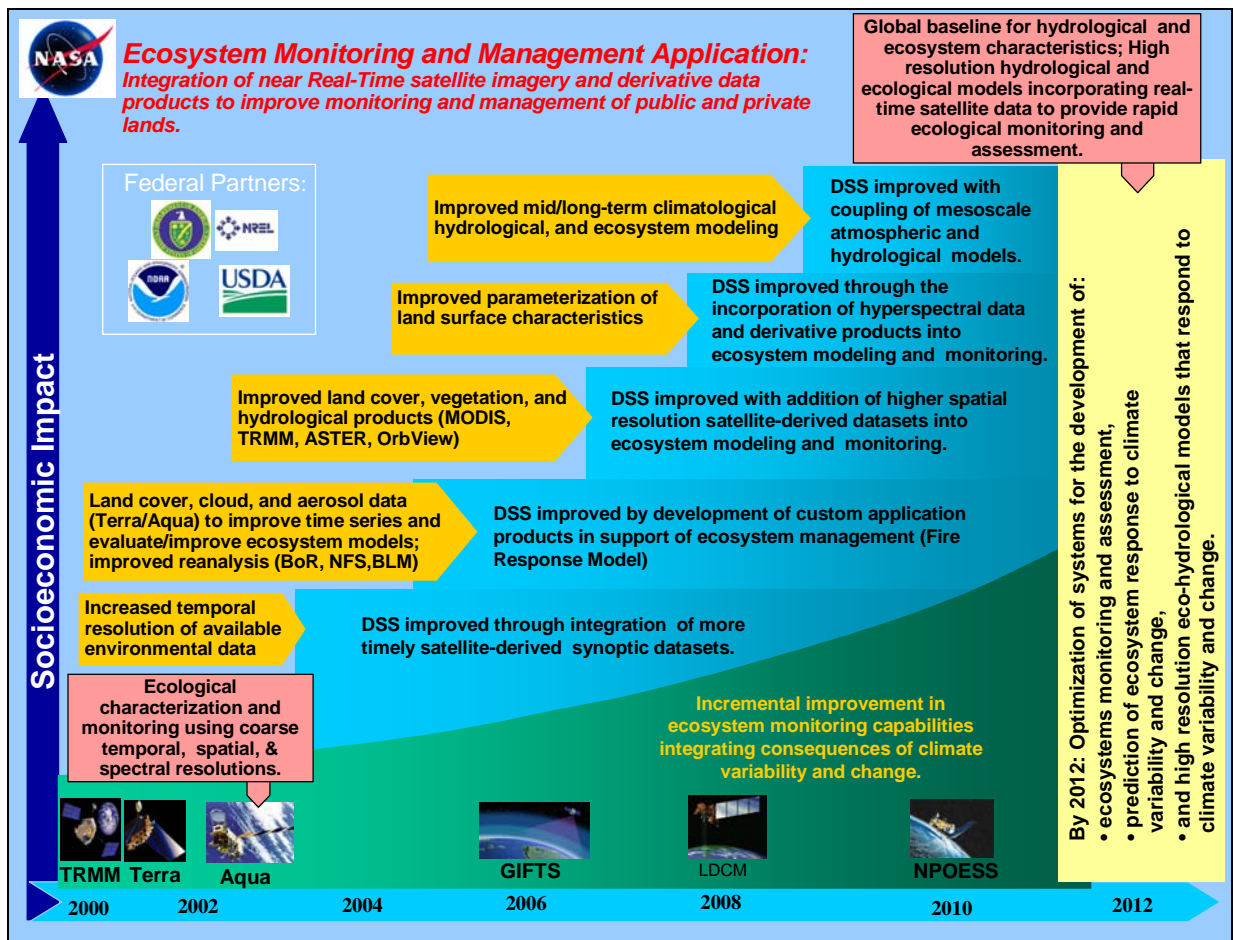 NASA
Ecosystem Monitoring and Management Application:
Integration of near Real-Time satellite imagery and derivative data
products to improve monitoring and management of public and private
lands.
Global baseline for hydrological and
ecosystem characteristics; High
resolution hydrological and
ecological models incorporating real-
time satellite data to provide rapid
ecological monitoring and
assessment.
Federal Partners:
NREL
NOAA
USDA
Socioeconomic Impact
Improved mid/long-term climatological
hydrological, and ecosystem modeling
DSS improved with
coupling of mesoscale
atmospheric and
hydrological models.
Improved parameterization of
land surface characteristics
DSS improved through the
incorporation of hyperspectral data
and derivative products into
ecosystem modeling and monitoring.
Improved land cover, vegetation, and
hydrological products (MODIS,
TRMM, ASTER, OrbView)
DSS improved with addition of higher spatial
resolution satellite-derived datasets into
ecosystem modeling and monitoring.
Land cover, cloud, and aerosol data
(Terra/Aqua) to improve time series and
evaluate/improve ecosystem models;
improved reanalysis (BoR, NFS,BLM)
DSS improved by development of custom application
products in support of ecosystem management (Fire
Response Model)
Increased temporal
resolution of available
environmental data
DSS improved through integration of more
timely satellite-derived synoptic datasets.
Ecological
characterization and
monitoring using coarse
temporal, spatial, &
spectral resolutions.
Incremental improvement in
ecosystem monitoring capabilities
integrating consequences of climate
variability and change.
By 2012: Optimization of systems for the development of:
• ecosystems monitoring and assessment,
• prediction of ecosystem response to climate
variability and change,
• and high resolution eco-hydrological models that respond to
climate variability and change.
TRMM
Terra
Aqua
GIFTS
LDCM
NPOESS
2000
2002
2004
2006
2008
2010
2012